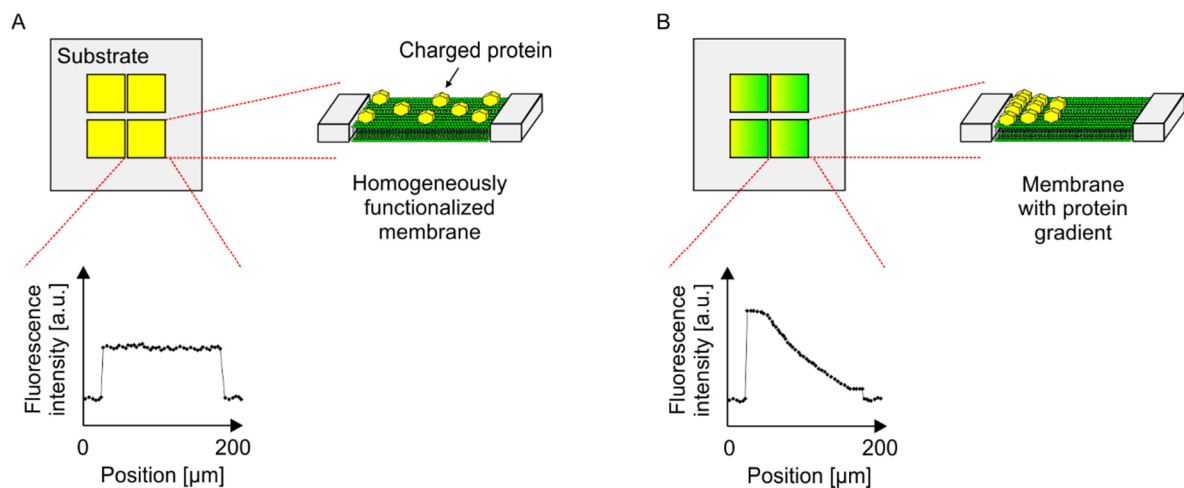 A
Substrate
Charged protein
Homogeneously
functionalized
membrane
Fluorescence
intensity [a.u.]
0
200
Position [µm]
B
Membrane
with protein
gradient
Fluorescence
intensity [a.u.]
0
200
Position [µm]